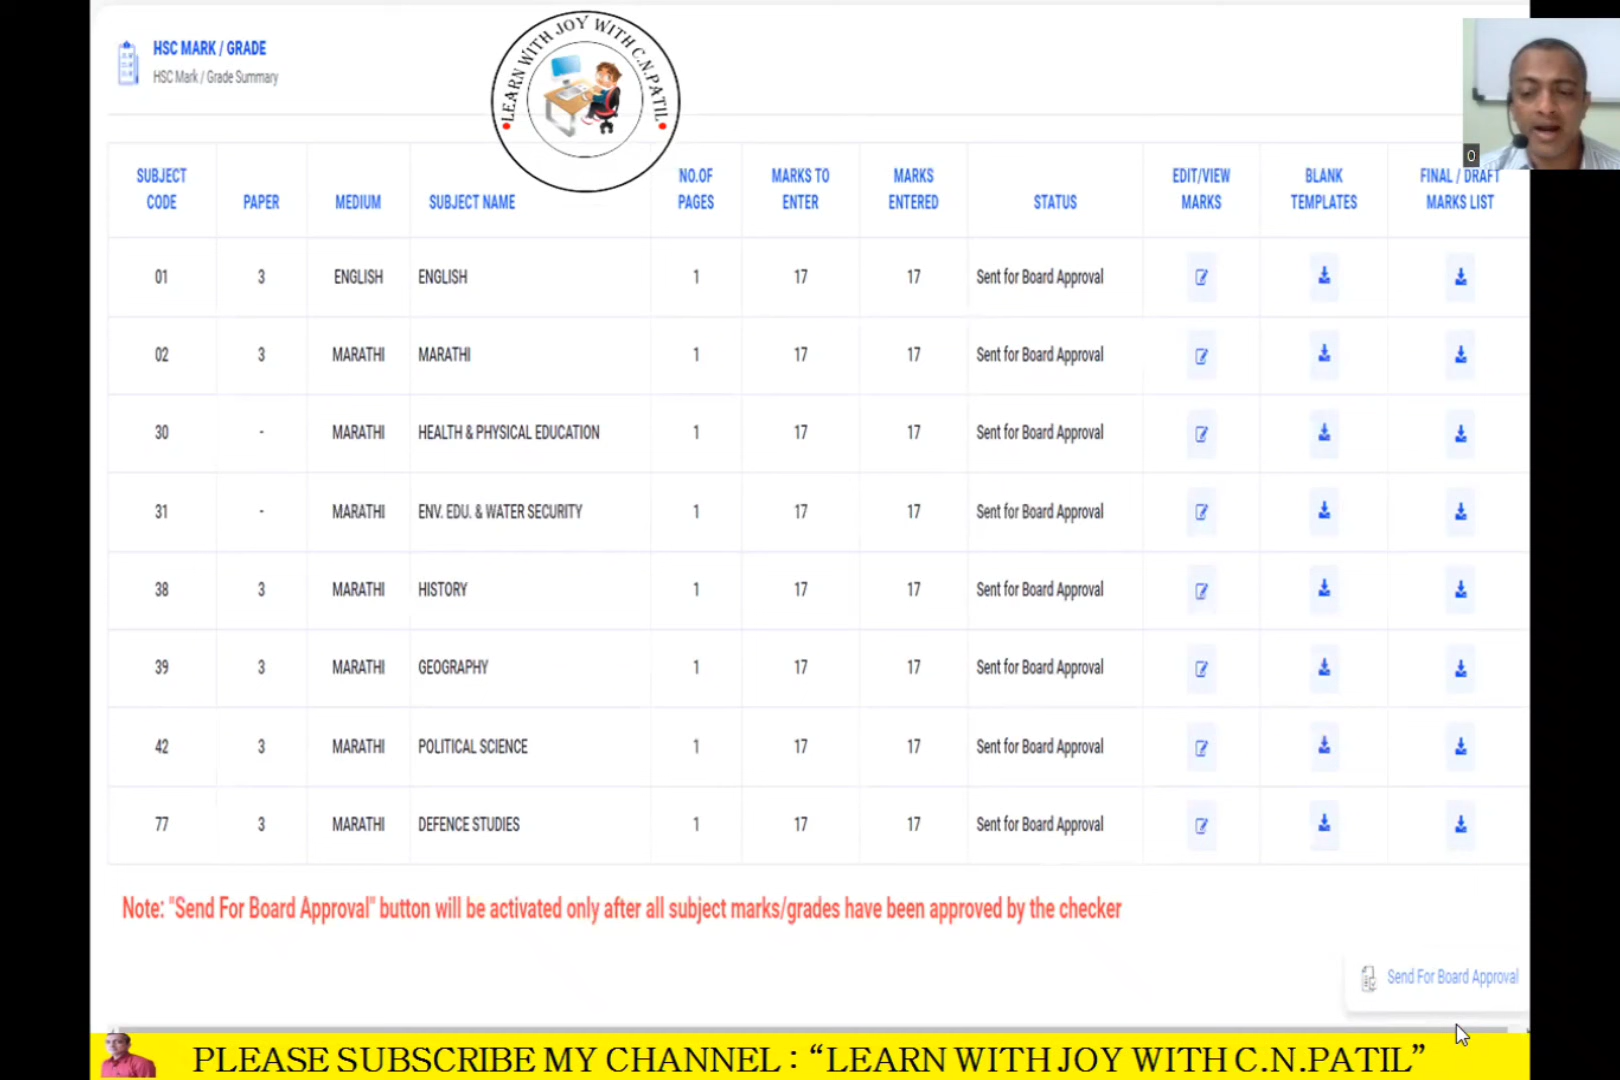 HSC MARK / GRADE
HSC Mark / Grade Summary
LEARN WITH JOY WITH C.N.PATIL
0
SUBJECT CODE PAPER MEDIUM SUBJECT NAME NO.OF PAGES MARKS TO ENTER MARKS ENTERED STATUS EDIT/VIEW MARKS BLANK TEMPLATES FINAL / DRAFT MARKS LIST
01 3 ENGLISH ENGLISH 1 17 17 Sent for Board Approval
02 3 MARATHI MARATHI 1 17 17 Sent for Board Approval
30 - MARATHI HEALTH & PHYSICAL EDUCATION 1 17 17 Sent for Board Approval
31 - MARATHI ENV. EDU. & WATER SECURITY 1 17 17 Sent for Board Approval
38 3 MARATHI HISTORY 1 17 17 Sent for Board Approval
39 3 MARATHI GEOGRAPHY 1 17 17 Sent for Board Approval
42 3 MARATHI POLITICAL SCIENCE 1 17 17 Sent for Board Approval
77 3 MARATHI DEFENCE STUDIES 1 17 17 Sent for Board Approval
Note: "Send For Board Approval" button will be activated only after all subject marks/grades have been approved by the checker
Send For Board Approval
PLEASE SUBSCRIBE MY CHANNEL : “LEARN WITH JOY WITH C.N.PATIL”